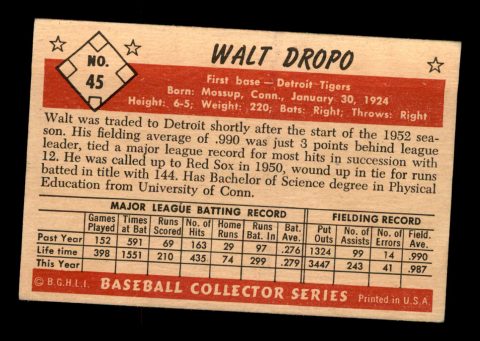 NO.
45
WALT DROPO
First base—Detroit Tigers
Born: Mossup, Conn., January 30, 1924
Height: 6-5; Weight, 220; Bats: Right; Throws: Right
Walt was traded to Detroit shortly after the start of the 1952 sea-
son. His fielding average of .990 was just 3 points behind league
leader, tied a major league record for most hits in succession with
12. He was called up to Red Sox in 1950, wound up in tie for runs
batted in title with 144. Has Bachelor of Science degree in Physical
Education from University of Conn.
MAJOR LEAGUE BATTING RECORD FIELDING RECORD
Games Played Times at Bat Runs Scored No. of Hits Home Runs Runs Bat. In Bat. Ave. Put Outs No. of Assists No. of Errors Field. Ave.
Past Year 152 591 69 163 29 97 .276 1324 99 14 .990
Life time 398 1551 210 435 74 299 .279 3447 243 41 .987
This Year
© B.G.H.L.I. BASEBALL COLLECTOR SERIES Printed in U.S.A.